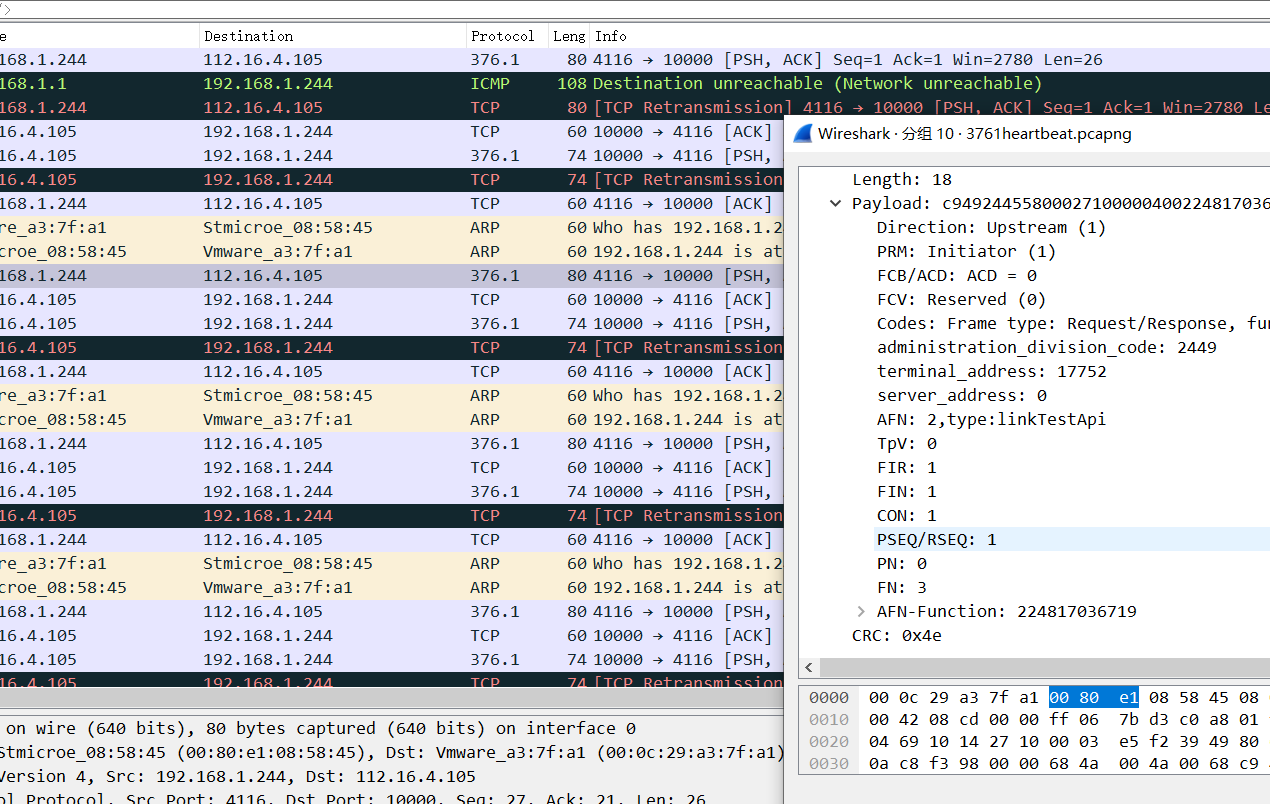 />
e Destination Protocol Leng Info
168.1.244 112.16.4.105 376.1 80 4116 → 10000 [PSH, ACK] Seq=1 Ack=1 Win=2780 Len=26
168.1.1 192.168.1.244 ICMP 108 Destination unreachable (Network unreachable)
168.1.244 112.16.4.105 TCP 80 [TCP Retransmission] 4116 → 10000 [PSH, ACK] Seq=1 Ack=1 Win=2780 Le
16.4.105 192.168.1.244 TCP 60 10000 → 4116 [ACK]
16.4.105 192.168.1.244 376.1 74 10000 → 4116 [PSH,
16.4.105 192.168.1.244 TCP 74 [TCP Retransmission
168.1.244 112.16.4.105 TCP 60 4116 → 10000 [ACK]
re_a3:7f:a1 Stmicroe_08:58:45 ARP 60 Who has 192.168.1.2
croe_08:58:45 Vmware_a3:7f:a1 ARP 60 192.168.1.244 is at
168.1.244 112.16.4.105 376.1 80 4116 → 10000 [PSH,
16.4.105 192.168.1.244 TCP 60 10000 → 4116 [ACK]
16.4.105 192.168.1.244 376.1 74 10000 → 4116 [PSH,
16.4.105 192.168.1.244 TCP 74 [TCP Retransmission
168.1.244 112.16.4.105 TCP 60 4116 → 10000 [ACK]
re_a3:7f:a1 Stmicroe_08:58:45 ARP 60 Who has 192.168.1.2
croe_08:58:45 Vmware_a3:7f:a1 ARP 60 192.168.1.244 is at
168.1.244 112.16.4.105 376.1 80 4116 → 10000 [PSH,
16.4.105 192.168.1.244 TCP 60 10000 → 4116 [ACK]
16.4.105 192.168.1.244 376.1 74 10000 → 4116 [PSH,
16.4.105 192.168.1.244 TCP 74 [TCP Retransmission
168.1.244 112.16.4.105 TCP 60 4116 → 10000 [ACK]
re_a3:7f:a1 Stmicroe_08:58:45 ARP 60 Who has 192.168.1.2
croe_08:58:45 Vmware_a3:7f:a1 ARP 60 192.168.1.244 is at
168.1.244 112.16.4.105 376.1 80 4116 → 10000 [PSH,
16.4.105 192.168.1.244 TCP 60 10000 → 4116 [ACK]
16.4.105 192.168.1.244 376.1 74 10000 → 4116 [PSH,
16.4.105 192.168.1.244 TCP 74 [TCP Retransmission
on wire (640 bits), 80 bytes captured (640 bits) on interface 0
Stmicroe_08:58:45 (00:80:e1:08:58:45), Dst: Vmware_a3:7f:a1 (00:0c:29:a3:7f:a1)
Version 4, Src: 192.168.1.244, Dst: 112.16.4.105
ol Protocol, Src Port: 4116, Dst Port: 10000, Seq: 27, Ack: 21, Len: 26
Wireshark · 分组 10 · 3761heartbeat.pcapng
Length: 18
Payload: c94924455800027100000400224817036
Direction: Upstream (1)
PRM: Initiator (1)
FCB/ACD: ACD = 0
FCV: Reserved (0)
Codes: Frame type: Request/Response, fun
administration_division_code: 2449
terminal_address: 17752
server_address: 0
AFN: 2,type:linkTestApi
TpV: 0
FIR: 1
FIN: 1
CON: 1
PSEQ/RSEQ: 1
PN: 0
FN: 3
AFN-Function: 224817036719
CRC: 0x4e
0000 00 0c 29 a3 7f a1 00 80 e1 08 58 45 08
0010 00 42 08 cd 00 00 ff 06 7b d3 c0 a8 01
0020 04 69 10 14 27 10 00 03 e5 f2 39 49 80
0030 0a c8 f3 98 00 00 68 4a 00 4a 00 68 c9